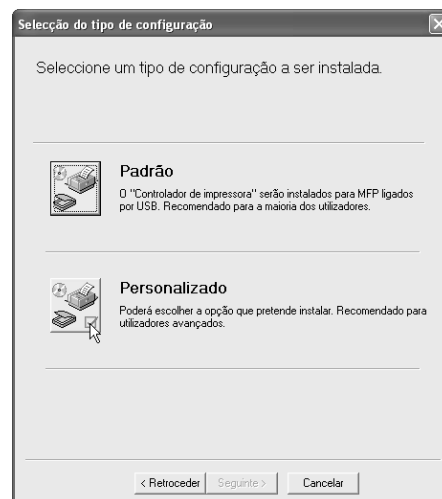 Selecção do tipo de configuração
Seleccione um tipo de configuração a ser instalada.
Padrão
O "Controlador de impressora" serão instalados para MFP ligados
por USB. Recomendado para a maioria dos utilizadores.
Personalizado
Poderá escolher a opção que pretende instalar. Recomendado para
utilizadores avançados.
< Retroceder
Seguinte >
Cancelar